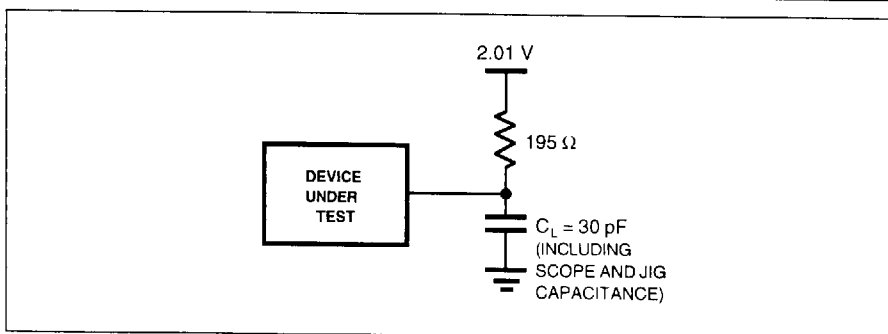 2.01 V
195 Ω
DEVICE
UNDER
TEST
C_L = 30 pF
(INCLUDING
SCOPE AND JIG
CAPACITANCE)